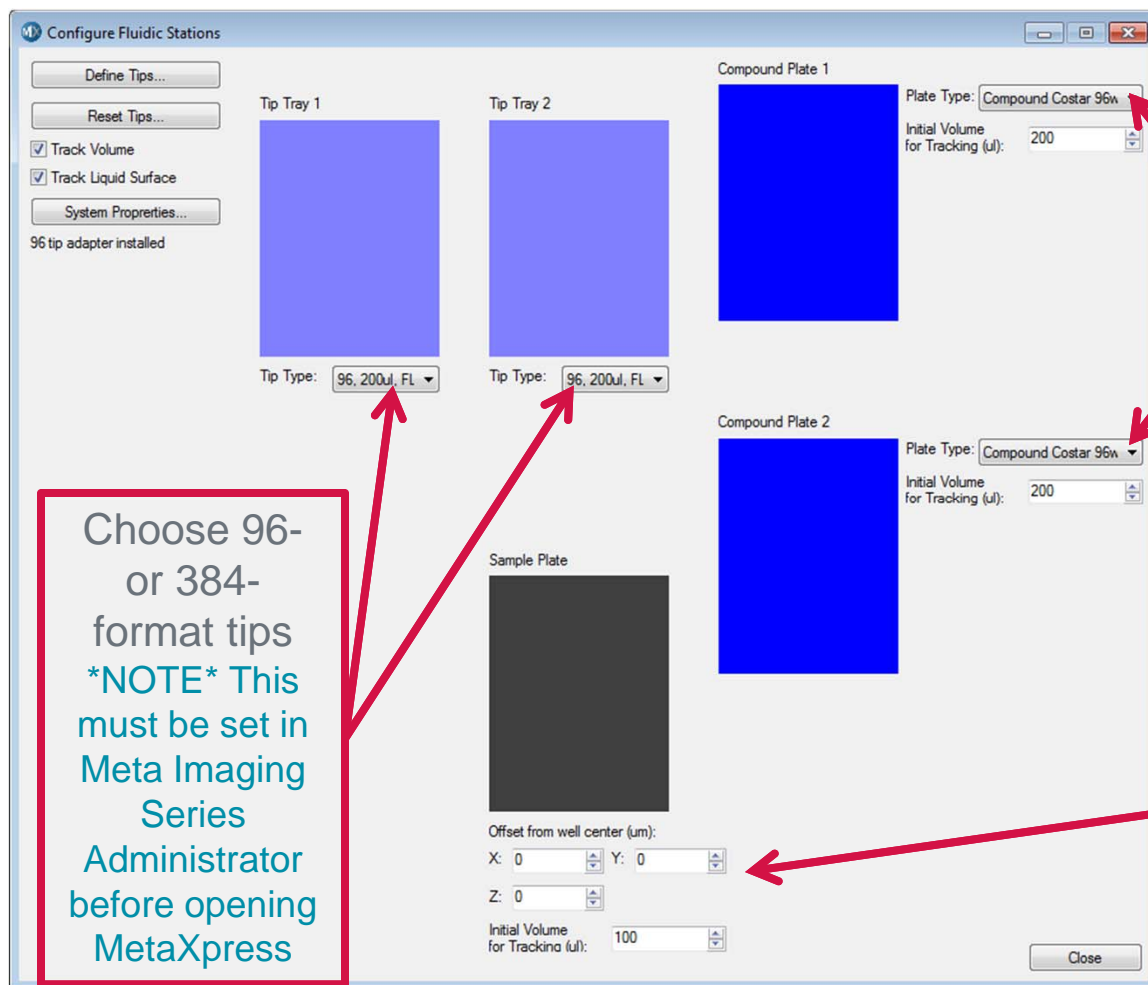 Configure Fluidic Stations
Define Tips...
Reset Tips...
Track Volume
Track Liquid Surface
System Proprerties...
96 tip adapter installed
Tip Tray 1
Tip Type: 96, 200ul, FL
Tip Tray 2
Tip Type: 96, 200ul, FL
Compound Plate 1
Plate Type: Compound Costar 96w
Initial Volume
for Tracking (ul): 200
Compound Plate 2
Plate Type: Compound Costar 96w
Initial Volume
for Tracking (ul): 200
Choose 96-
or 384-
format tips
*NOTE* This
must be set in
Meta Imaging
Series
Administrator
before opening
MetaXpress
Sample Plate
Offset from well center (um):
X: 0 Y: 0
Z: 0
Initial Volume
for Tracking (ul): 100
Close